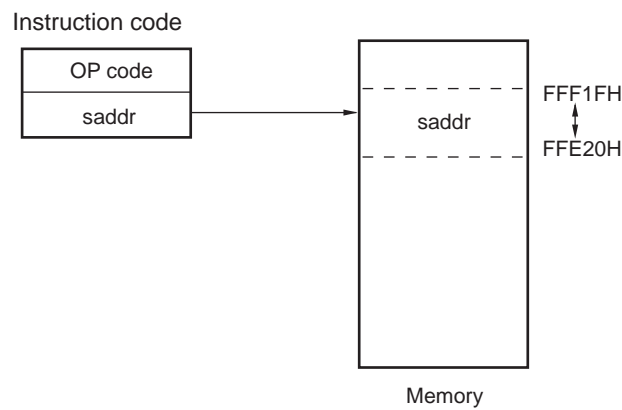 Instruction code
OP code
saddr
saddr
FFF1FH
FFE20H
Memory